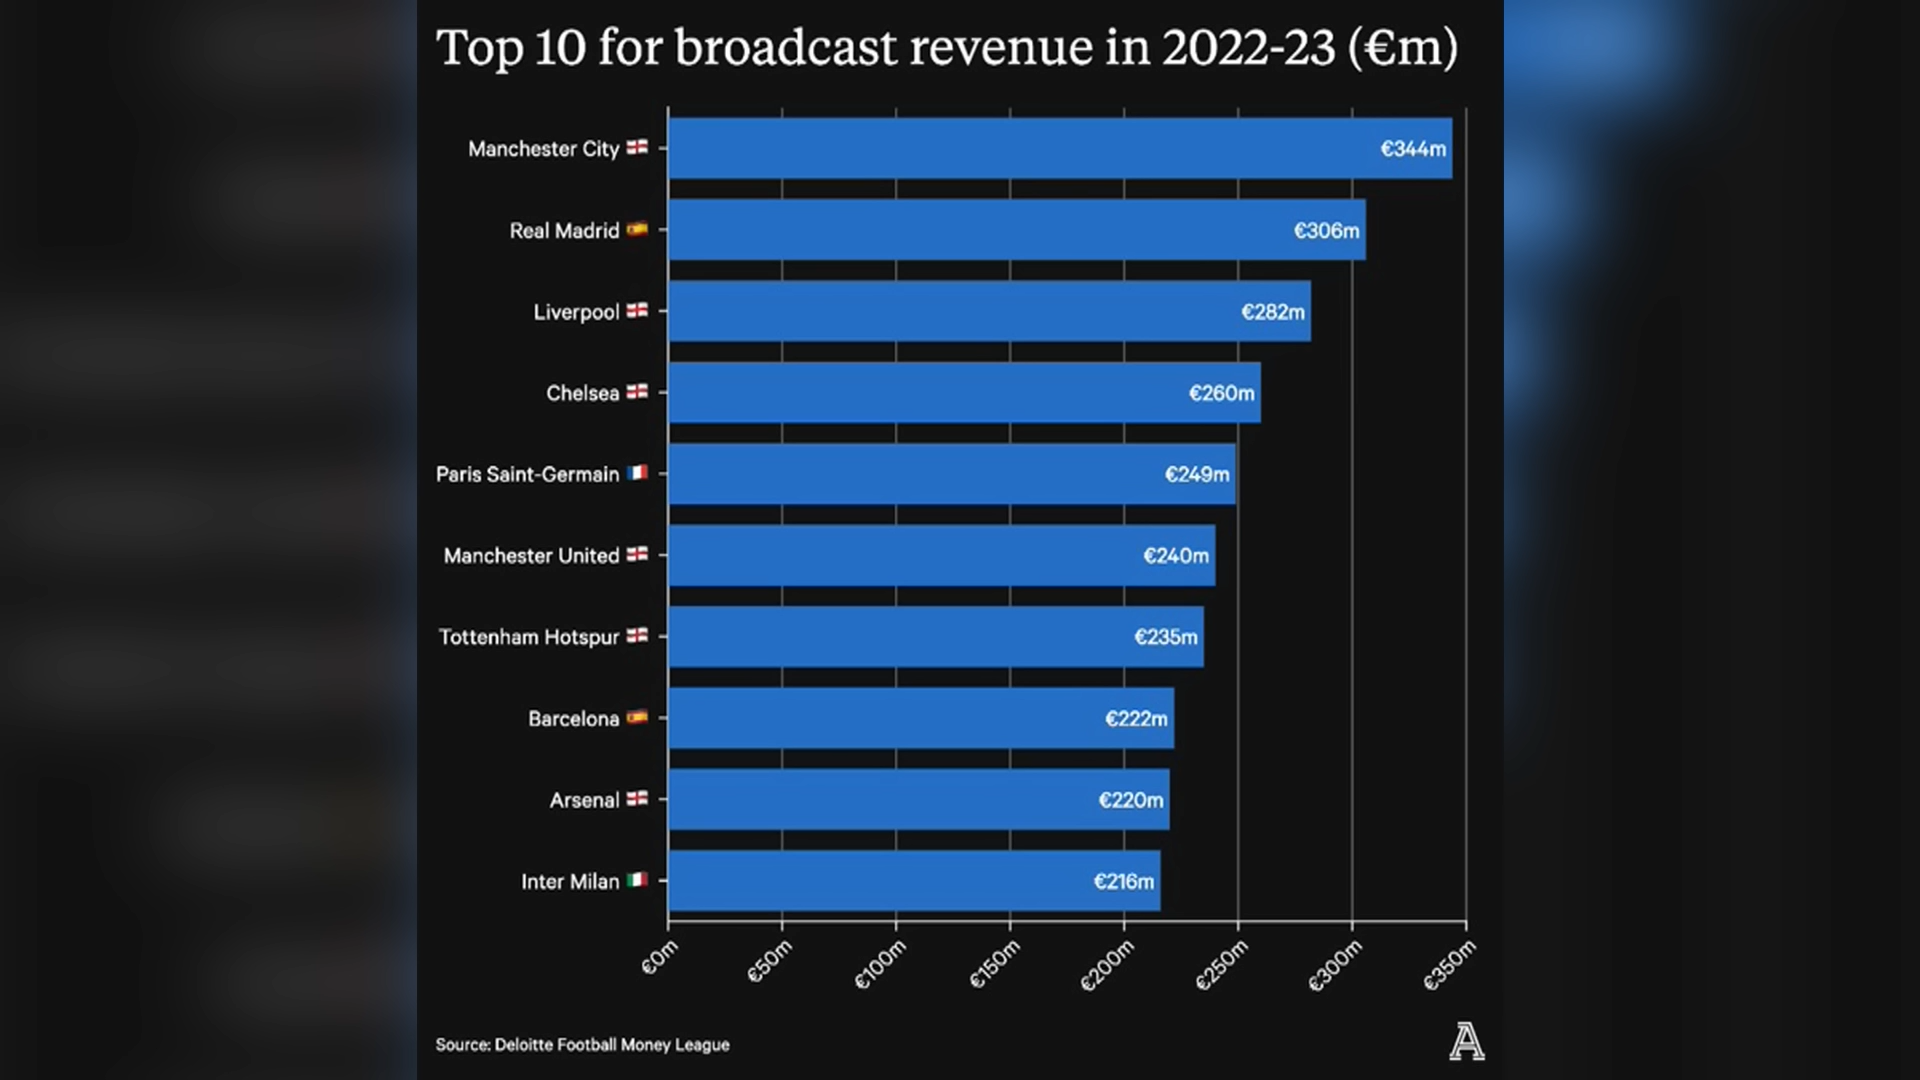 Top 10 for broadcast revenue in 2022-23 (€m)
Manchester City €344m
Real Madrid €306m
Liverpool €282m
Chelsea €260m
Paris Saint-Germain €249m
Manchester United €240m
Tottenham Hotspur €235m
Barcelona €222m
Arsenal €220m
Inter Milan €216m
€0m €50m €100m €150m €200m €250m €300m €350m
Source: Deloitte Football Money League
A